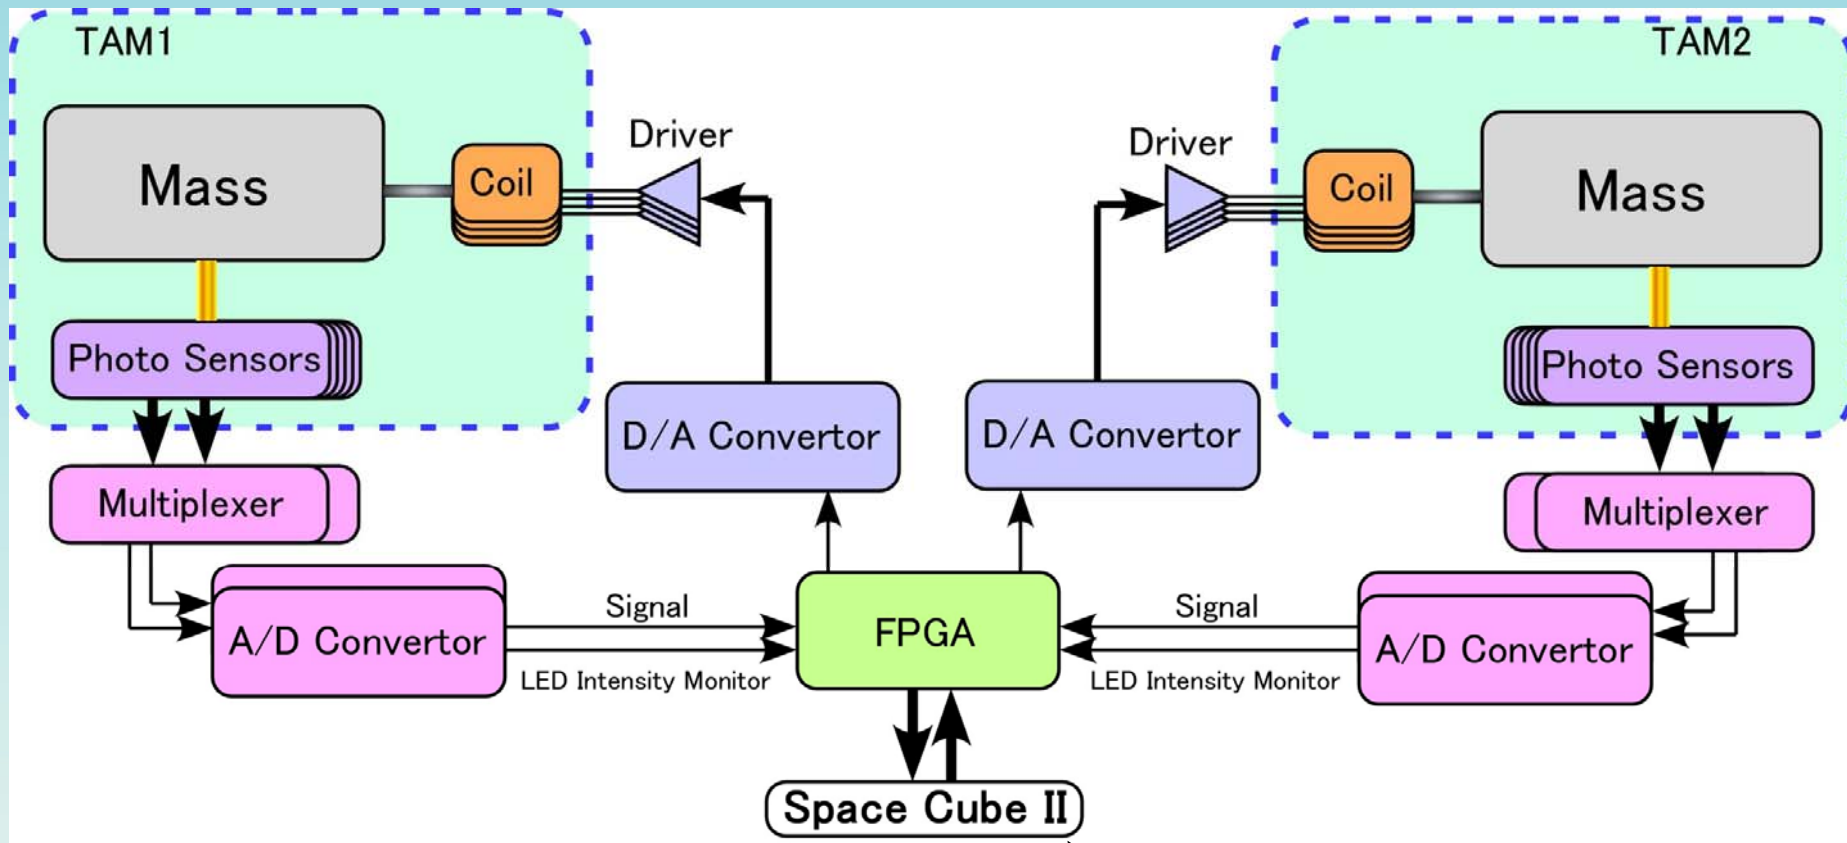 TAM1
TAM2
Driver
Driver
Mass
Coil
Coil
Mass
Photo Sensors
Photo Sensors
D/A Convertor
D/A Convertor
Multiplexer
Multiplexer
Signal
Signal
A/D Convertor
FPGA
A/D Convertor
LED Intensity Monitor
LED Intensity Monitor
Space Cube II